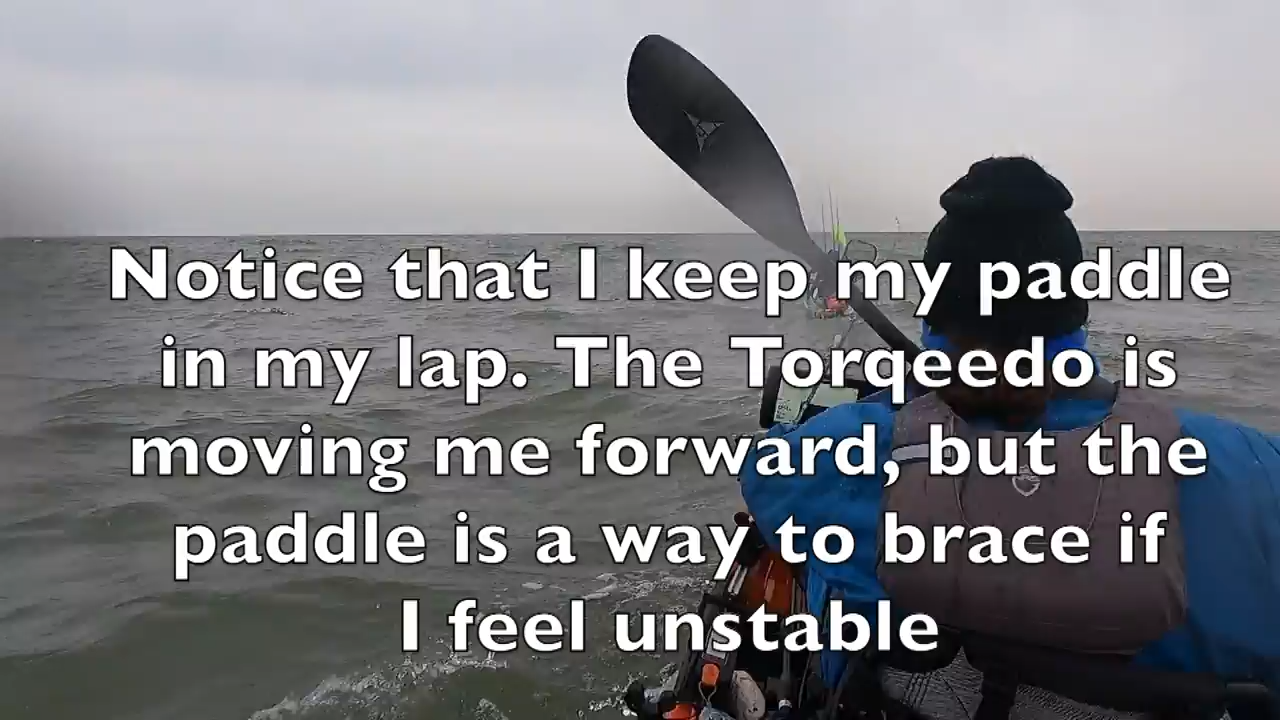 Notice that I keep my paddle
in my lap. The Torqeedo is
moving me forward, but the
paddle is a way to brace if
I feel unstable